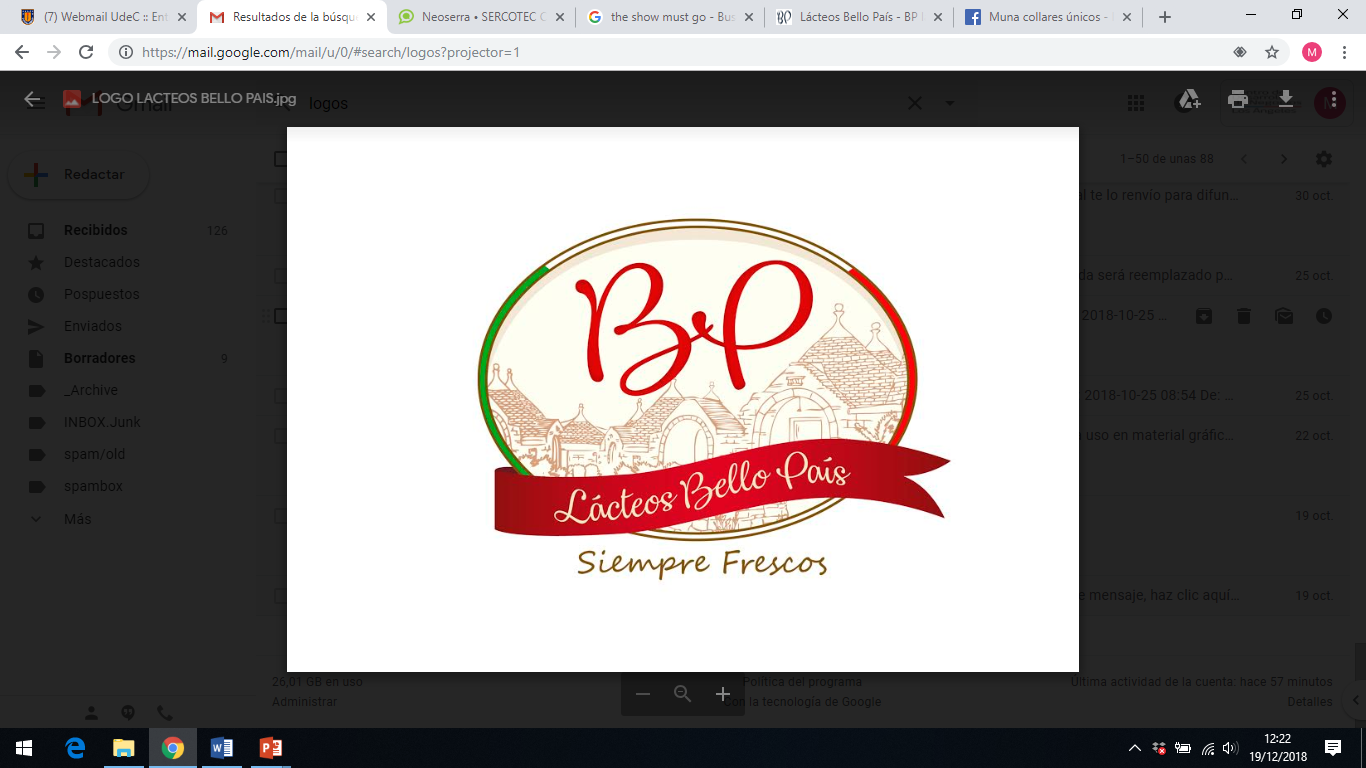 (7) Webmail UdeC :: Ent
Resultados de la búsque
Neoserra • SERCOTEC C
the show must go - Bus
Lácteos Bello País - BP L
Muna collares únicos -
https://mail.google.com/mail/u/0/#search/logos?projector=1
M
LOGO LACTEOS BELLO PAIS.jpg
Gmail
logos
Redactar
1–50 de unas 88
Recibidos 126
Destacados
Pospuestos
Enviados
Borradores 9
_Archive
INBOX.Junk
spam/old
spambox
Más
al te lo renvío para difun... 30 oct.
da será reemplazado p... 25 oct.
2018-10-25 ...
2018-10-25 08:54 De: ... 25 oct.
uso en material gráfic... 22 oct.
19 oct.
e mensaje, haz clic aquí... 19 oct.
B&P
Lácteos Bello País
Siempre Frescos
26,01 GB en uso
Administrar
Política del programa
Con la tecnología de Google
Última actividad de la cuenta: hace 57 minutos
Detalles
12:22
19/12/2018